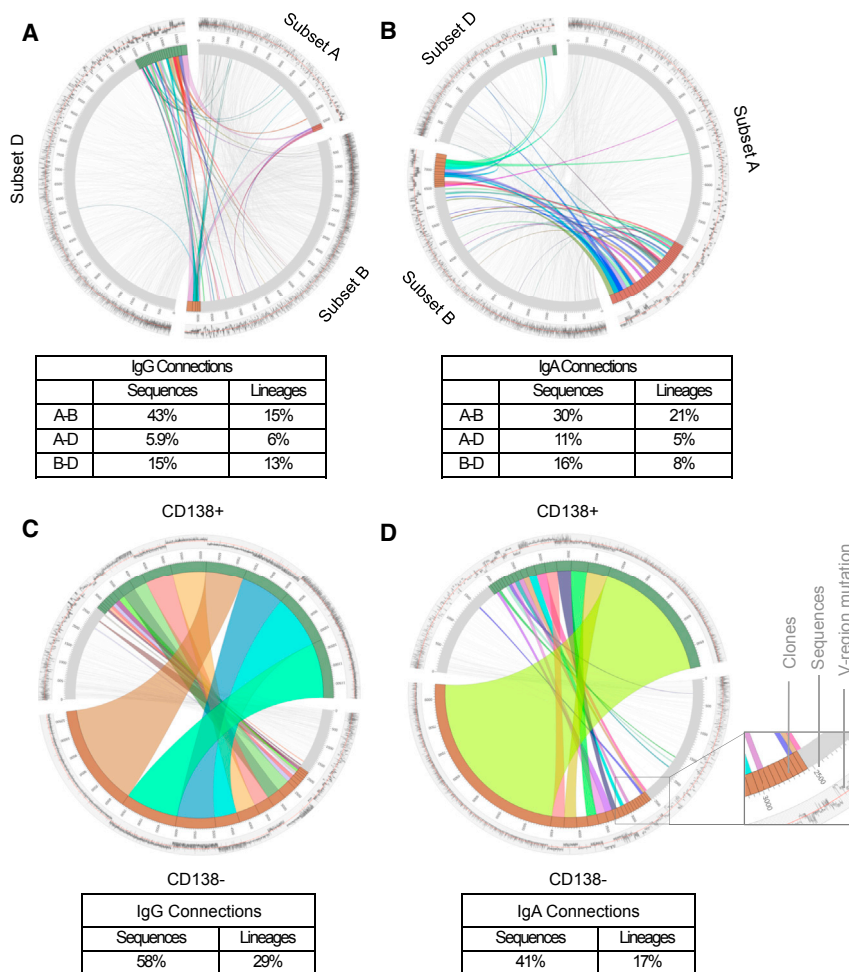 A
Subset A
Subset D
Subset B
IgG Connections
Sequences Lineages
A-B 43% 15%
A-D 5.9% 6%
B-D 15% 13%
B
Subset D
Subset A
Subset B
IgA Connections
Sequences Lineages
A-B 30% 21%
A-D 11% 5%
B-D 16% 8%
C
CD138+
CD138-
IgG Connections
Sequences Lineages
58% 29%
D
CD138+
CD138-
Clones
Sequences
V-region mutation
2500
3000
IgA Connections
Sequences Lineages
41% 17%